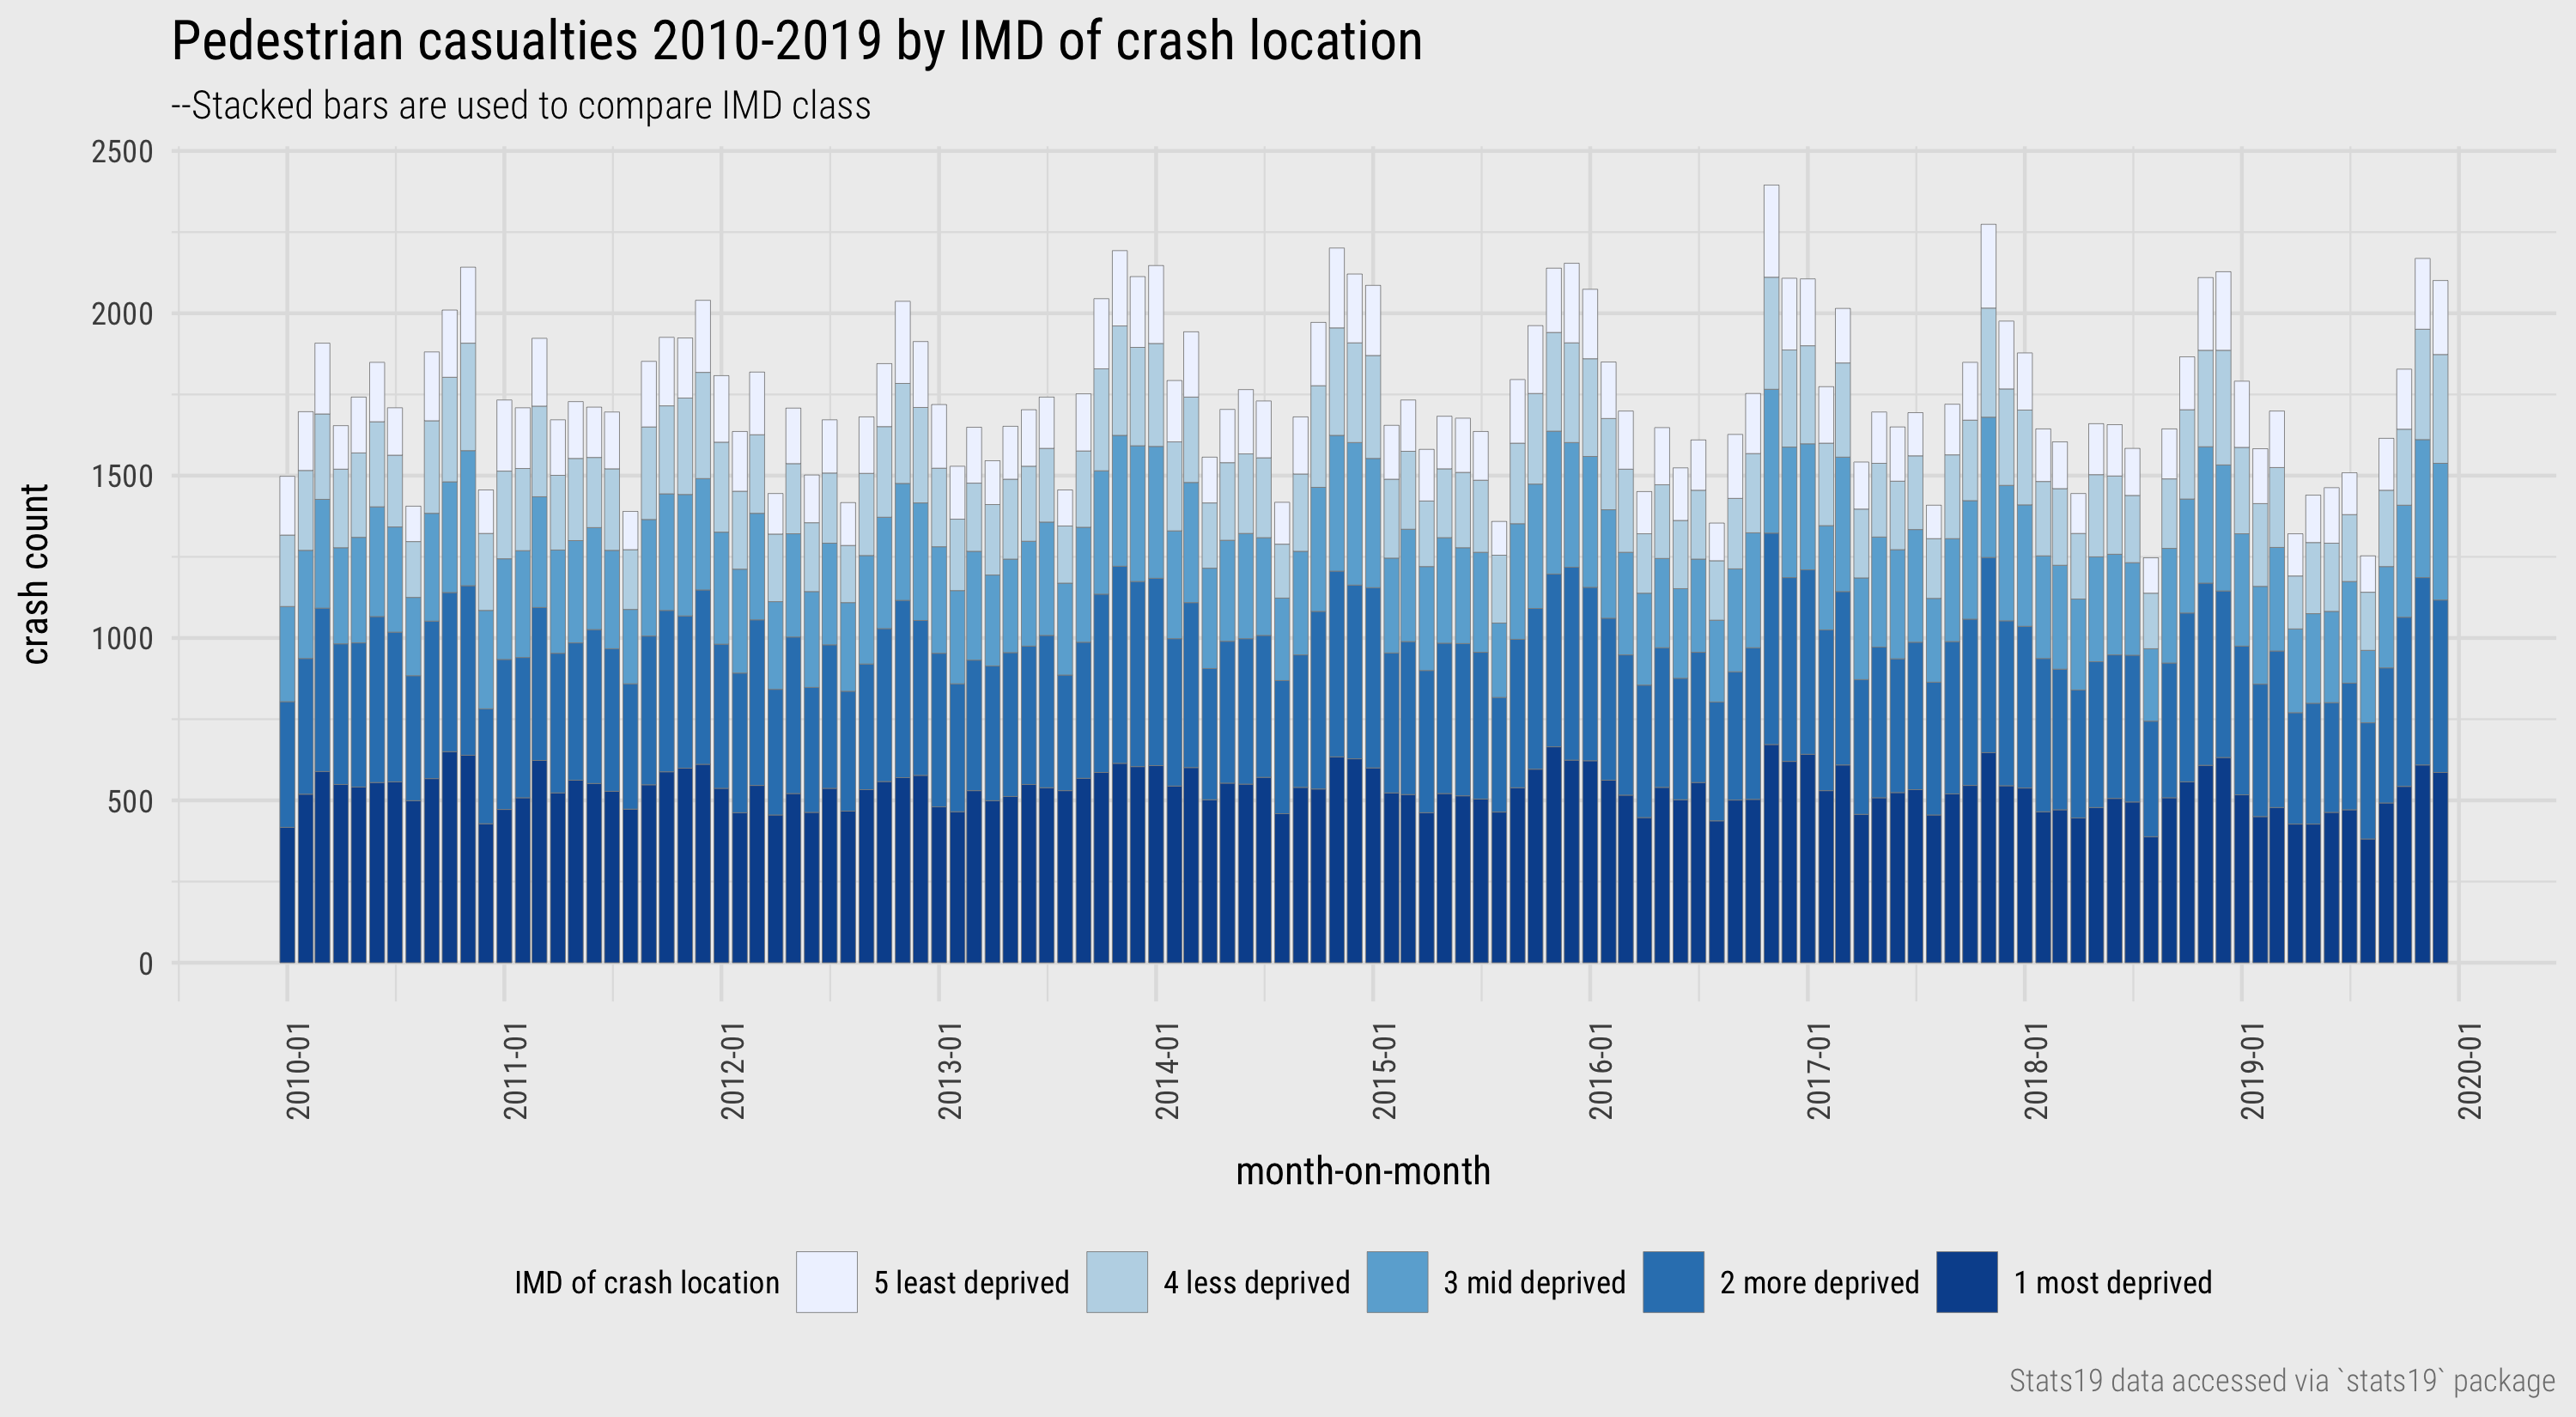 Pedestrian casualties 2010-2019 by IMD of crash location
--Stacked bars are used to compare IMD class
2500
2000
1500
1000
500
0
crash count
2010-01
2011-01
2012-01
2013-01
2014-01
2015-01
2016-01
2017-01
2018-01
2019-01
2020-01
month-on-month
IMD of crash location 5 least deprived 4 less deprived 3 mid deprived 2 more deprived 1 most deprived
Stats19 data accessed via `stats19` package